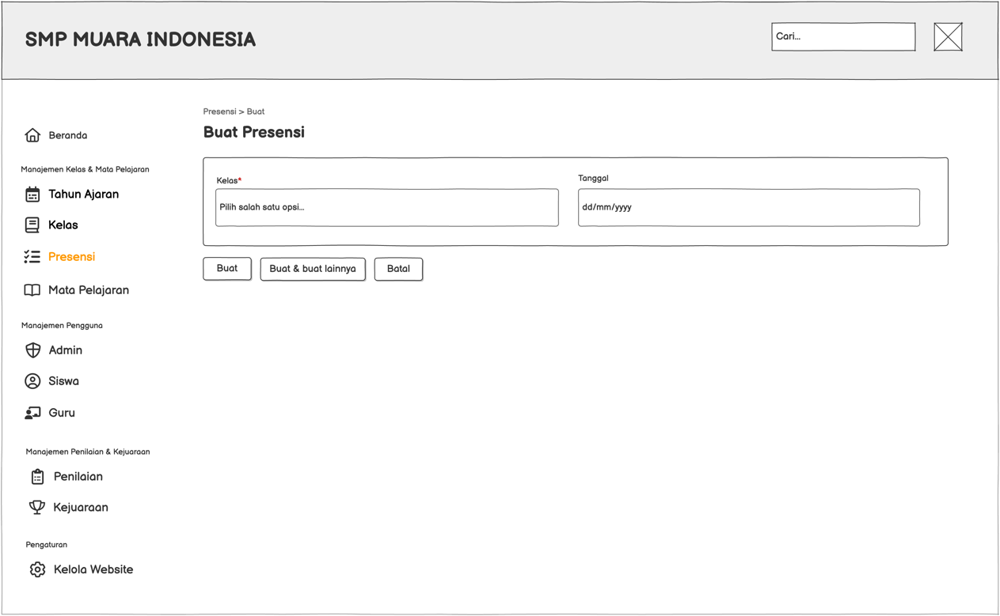 SMP MUARA INDONESIA
Cari...
Beranda
Manajemen Kelas & Mata Pelajaran
Tahun Ajaran
Kelas
Presensi
Mata Pelajaran
Manajemen Pengguna
Admin
Siswa
Guru
Manajemen Penilaian & Kejuaraan
Penilaian
Kejuaraan
Pengaturan
Kelola Website
Presensi > Buat
Buat Presensi
Kelas*
Pilih salah satu opsi...
Tanggal
dd/mm/yyyy
Buat
Buat & buat lainnya
Batal